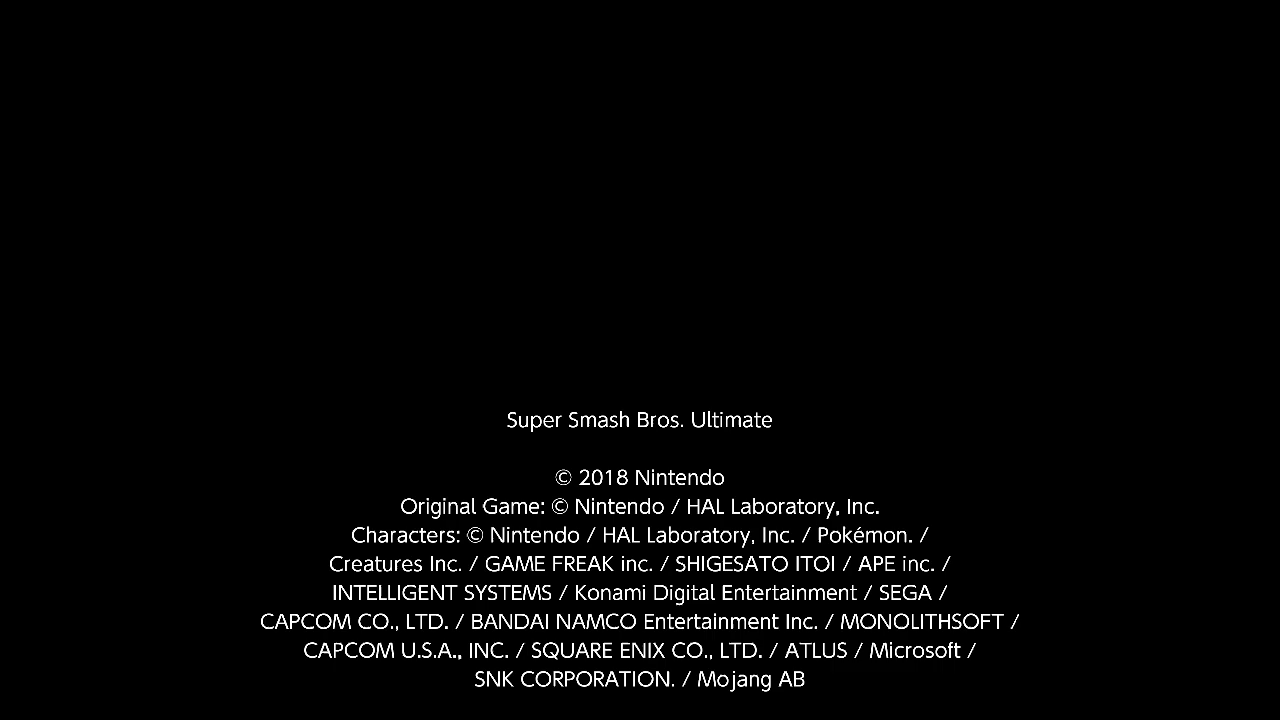 Super Smash Bros. Ultimate
© 2018 Nintendo
Original Game: © Nintendo / HAL Laboratory, Inc.
Characters: © Nintendo / HAL Laboratory, Inc. / Pokémon. /
Creatures Inc. / GAME FREAK inc. / SHIGESATO ITOI / APE inc. /
INTELLIGENT SYSTEMS / Konami Digital Entertainment / SEGA /
CAPCOM CO., LTD. / BANDAI NAMCO Entertainment Inc. / MONOLITHSOFT /
CAPCOM U.S.A., INC. / SQUARE ENIX CO., LTD. / ATLUS / Microsoft /
SNK CORPORATION. / Mojang AB